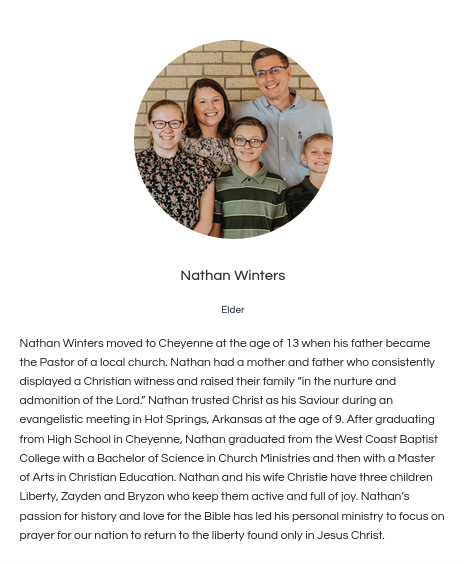 Nathan Winters
Elder
Nathan Winters moved to Cheyenne at the age of 13 when his father became
the Pastor of a local church. Nathan had a mother and father who consistently
displayed a Christian witness and raised their family “in the nurture and
admonition of the Lord.” Nathan trusted Christ as his Saviour during an
evangelistic meeting in Hot Springs, Arkansas at the age of 9. After graduating
from High School in Cheyenne, Nathan graduated from the West Coast Baptist
College with a Bachelor of Science in Church Ministries and then with a Master
of Arts in Christian Education. Nathan and his wife Christie have three children
Liberty, Zayden and Bryzon who keep them active and full of joy. Nathan’s
passion for history and love for the Bible has led his personal ministry to focus on
prayer for our nation to return to the liberty found only in Jesus Christ.